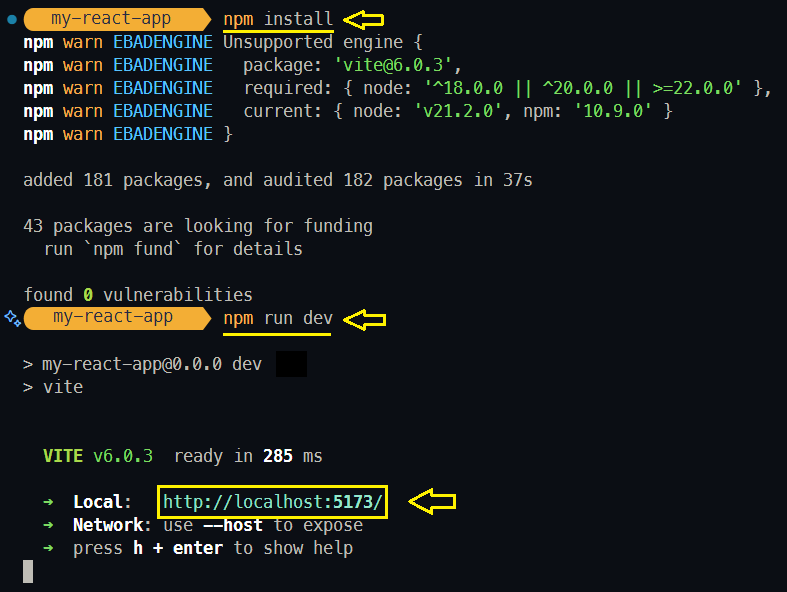 my-react-app npm install
npm warn EBADENGINE Unsupported engine {
npm warn EBADENGINE   package: 'vite@6.0.3',
npm warn EBADENGINE   required: { node: '^18.0.0 || ^20.0.0 || >=22.0.0' },
npm warn EBADENGINE   current: { node: 'v21.2.0', npm: '10.9.0' }
npm warn EBADENGINE }
added 181 packages, and audited 182 packages in 37s
43 packages are looking for funding
  run `npm fund` for details
found 0 vulnerabilities
my-react-app npm run dev
> my-react-app@0.0.0 dev
> vite
  VITE v6.0.3  ready in 285 ms
  ➜  Local:   http://localhost:5173/
  ➜  Network: use --host to expose
  ➜  press h + enter to show help